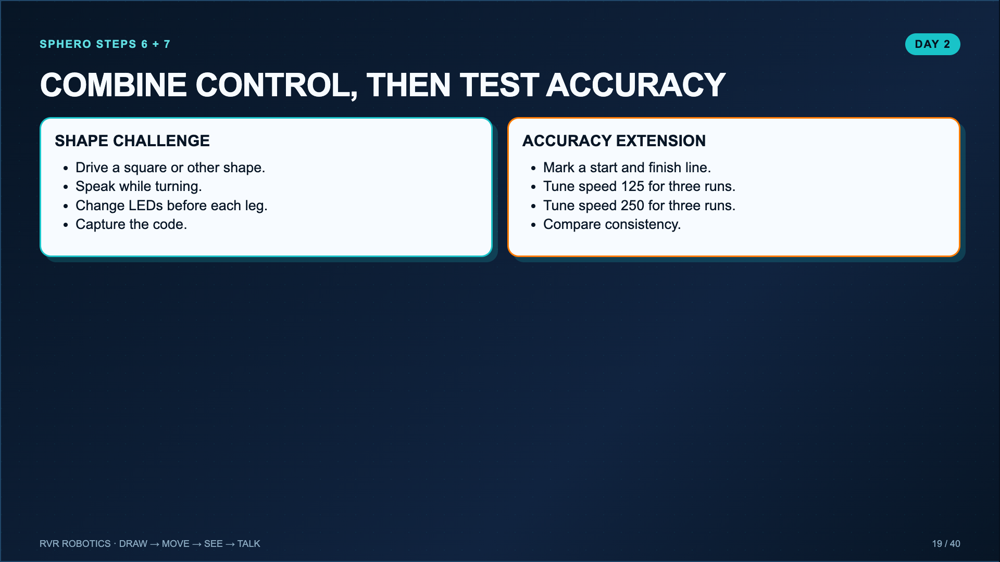 SPHERO STEPS 6 + 7
DAY 2
COMBINE CONTROL, THEN TEST ACCURACY
SHAPE CHALLENGE
• Drive a square or other shape.
• Speak while turning.
• Change LEDs before each leg.
• Capture the code.
ACCURACY EXTENSION
• Mark a start and finish line.
• Tune speed 125 for three runs.
• Tune speed 250 for three runs.
• Compare consistency.
RVR ROBOTICS · DRAW → MOVE → SEE → TALK
19 / 40